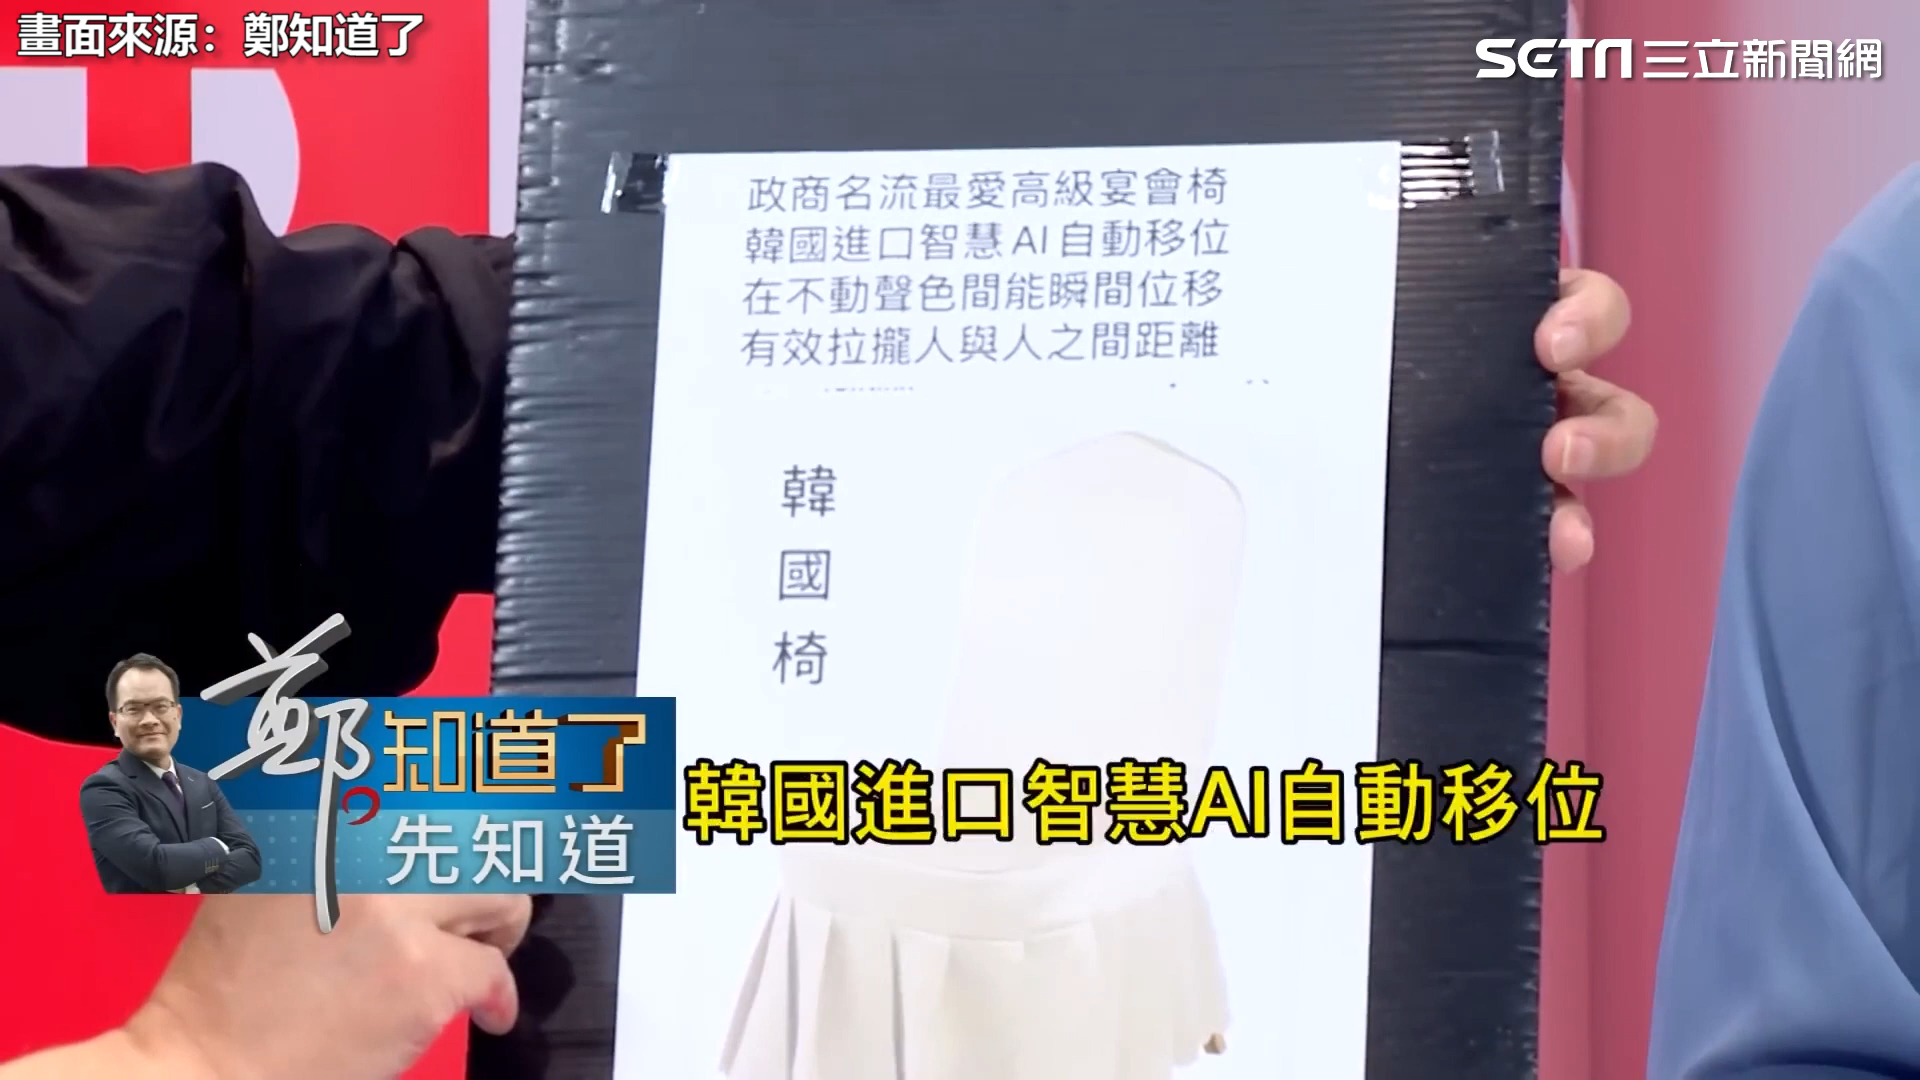 畫面來源：鄭知道了
SETN三立新聞網
政商名流最愛高級宴會椅
韓國進口智慧AI自動移位
在不動聲色間能瞬間位移
有效拉攏人與人之間距離
韓
國
椅
鄭知道了
先知道
韓國進口智慧AI自動移位